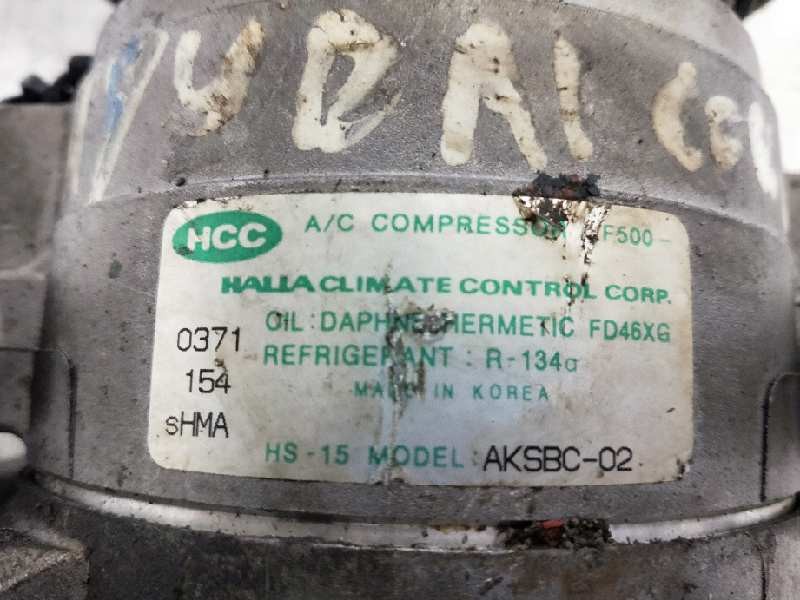 HCC
A/C COMPRESSOR F500-
HALLA CLIMATE CONTROL CORP.
OIL : DAPHNE HERMETIC FD46XG
0371
REFRIGERANT : R-134a
154
MADE IN KOREA
sHMA
HS-15 MODEL : AKSBC-02